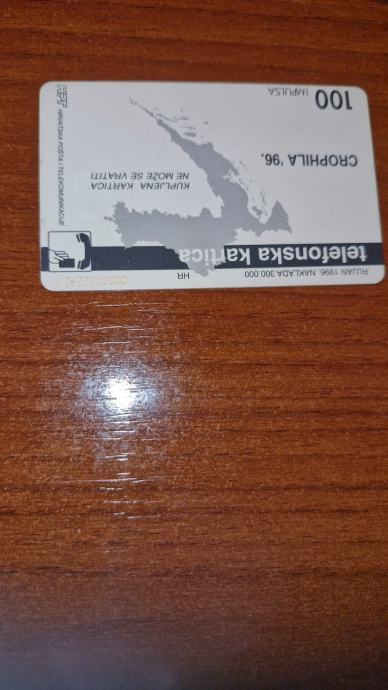 RUJAN 1996. NAKLADA 300.000
HR
telefonska kartica
KUPLJENA KARTICA
NE MOŽE SE VRATITI
CROPHILA '96.
100 IMPULSA
HPT HRVATSKA POŠTA I TELEKOMUNIKACIJE